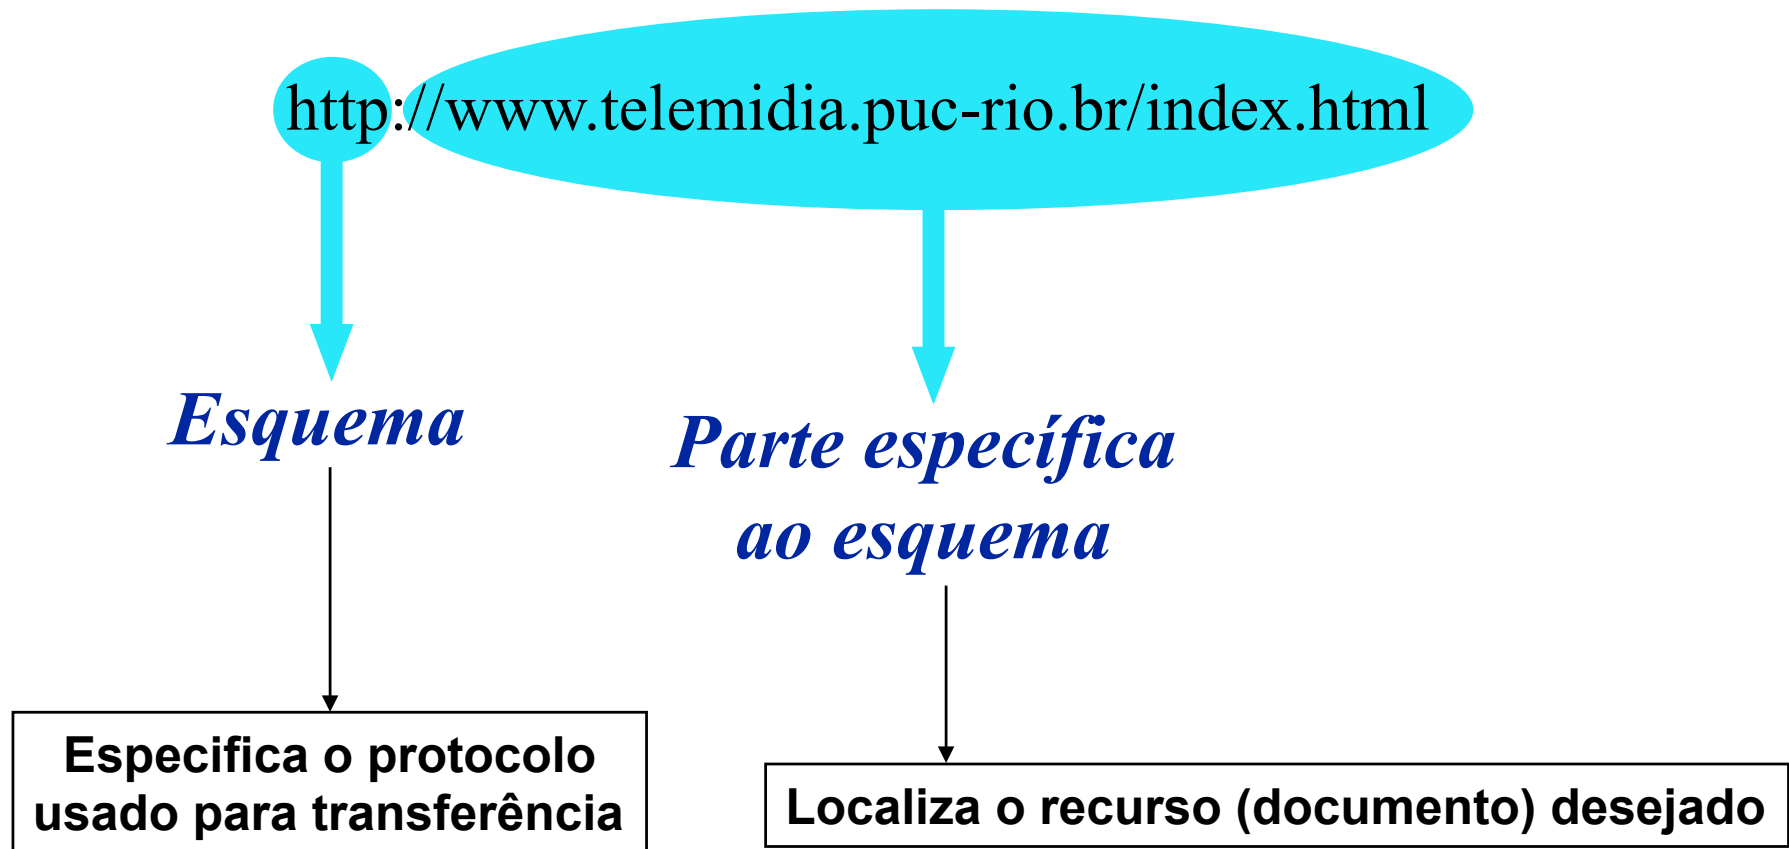 http://www.telemidia.puc-rio.br/index.html
Esquema
Parte específica
ao esquema
Especifica o protocolo
usado para transferência
Localiza o recurso (documento) desejado